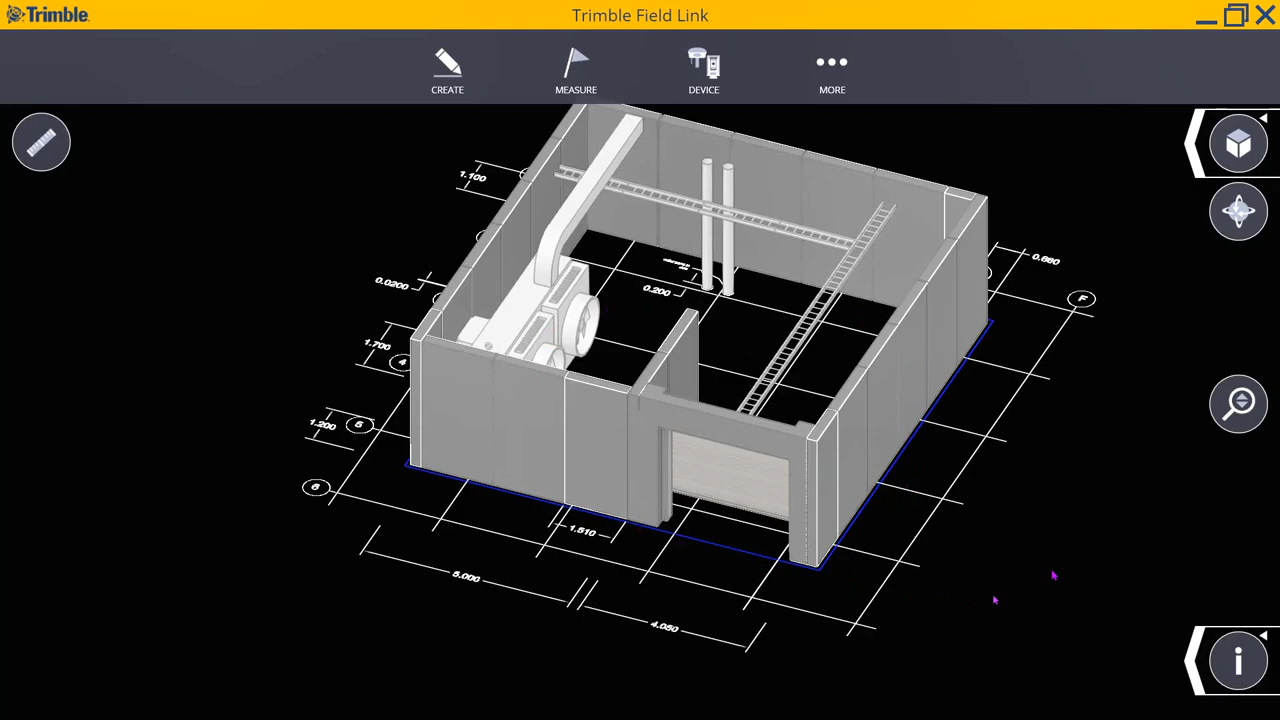 Trimble
Trimble Field Link
CREATE
MEASURE
DEVICE
MORE
1.100
0.860
0.0200
0.200
F
1.700
4
1.200
5
6
1.510
5.000
4.050